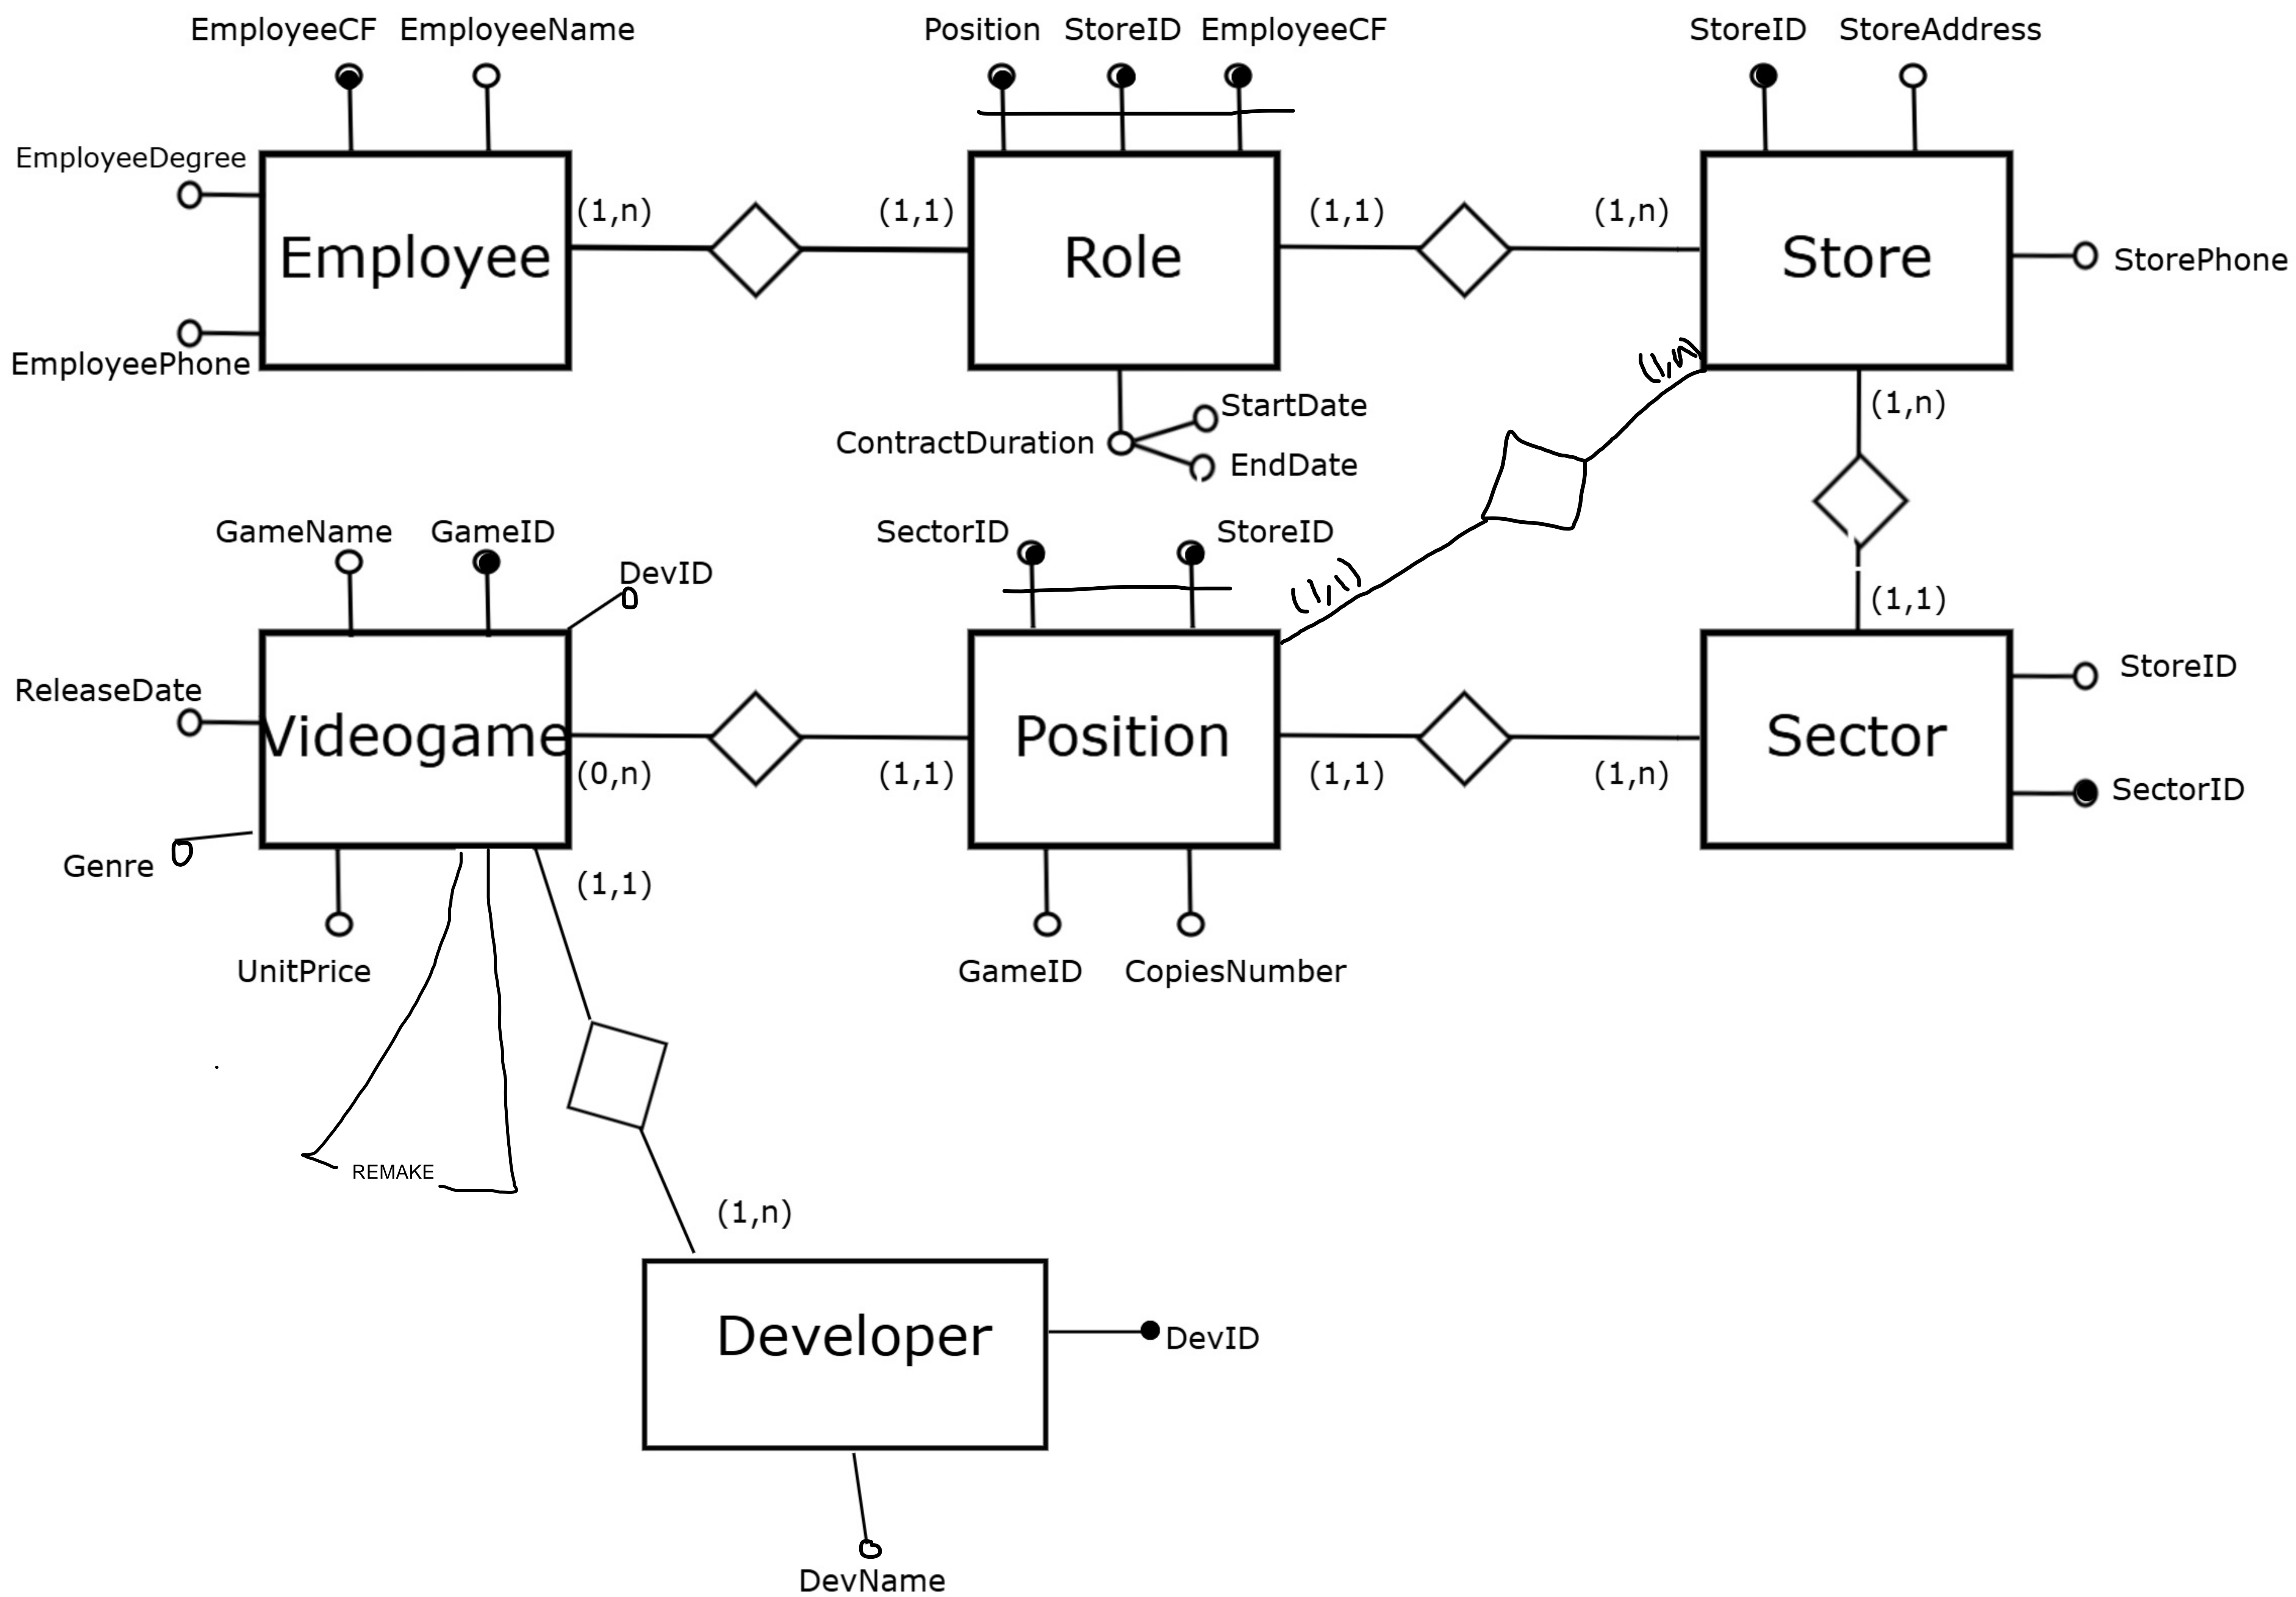 EmployeeCF EmployeeName
Position StoreID EmployeeCF
StoreID StoreAddress
EmployeeDegree
(1,n) (1,1) (1,1) (1,n)
Employee Role Store
StorePhone
EmployeePhone
(1,n)
(1,n)
StartDate
ContractDuration
EndDate
GameName GameID
SectorID StoreID
DevID
(1,1)
(1,1)
StoreID
ReleaseDate
Videogame Position Sector
(0,n) (1,1) (1,1) (1,n)
SectorID
Genre
(1,1)
UnitPrice
GameID CopiesNumber
REMAKE
(1,n)
Developer
DevID
DevName